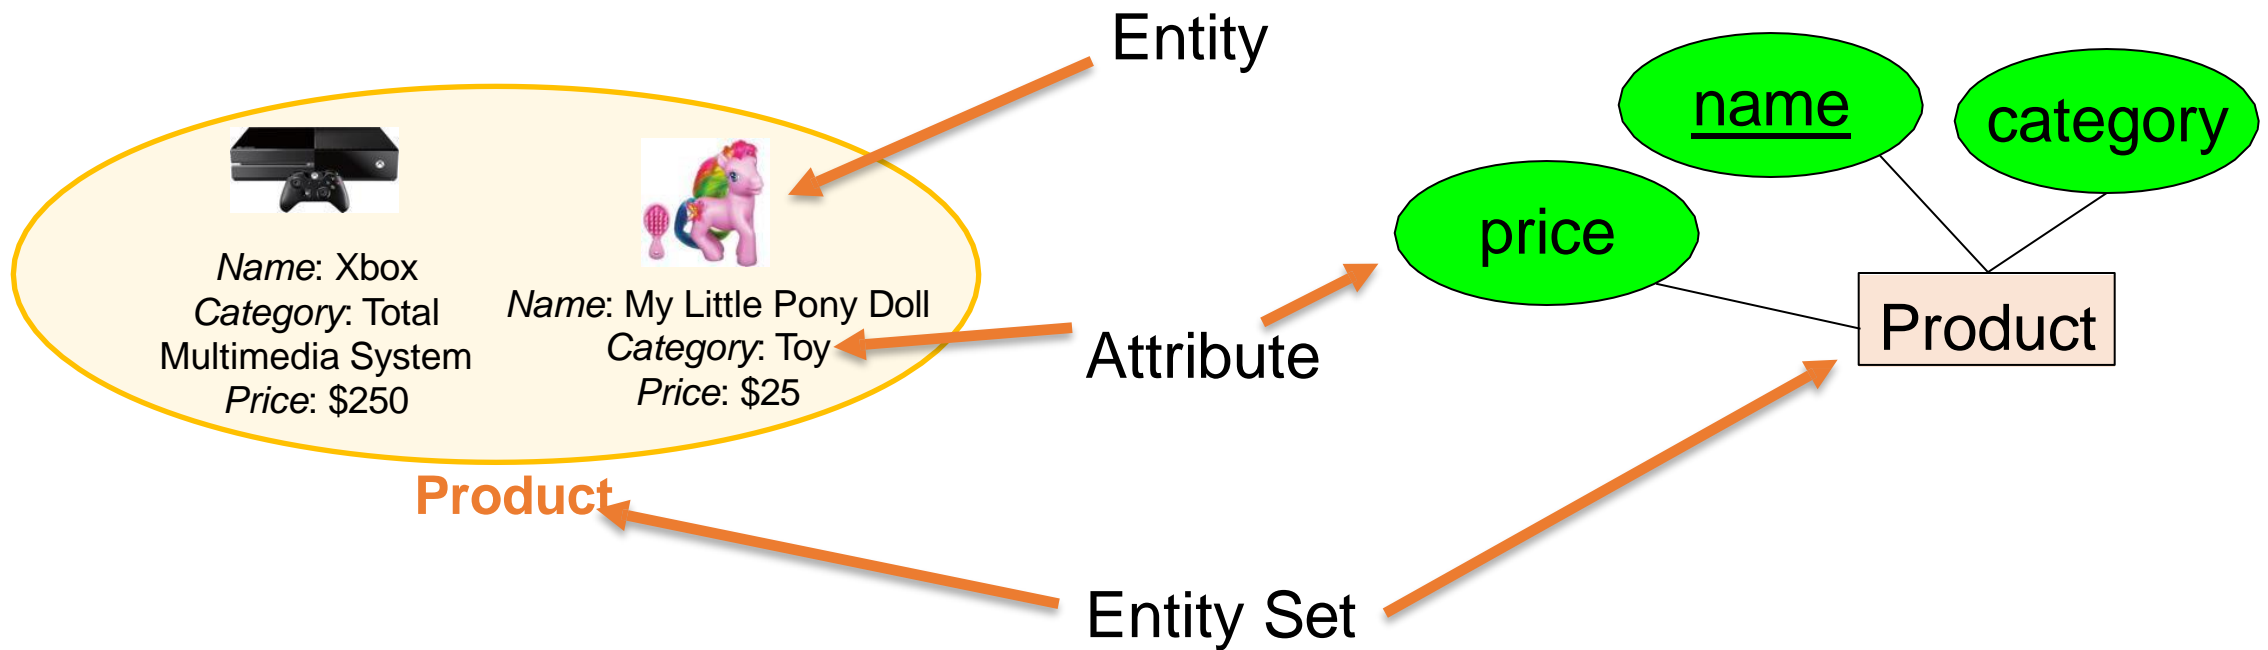 Entity
name
category
price
Name: Xbox
Category: Total
Multimedia System
Price: $250
Name: My Little Pony Doll
Category: Toy
Price: $25
Attribute
Product
Product
Entity Set